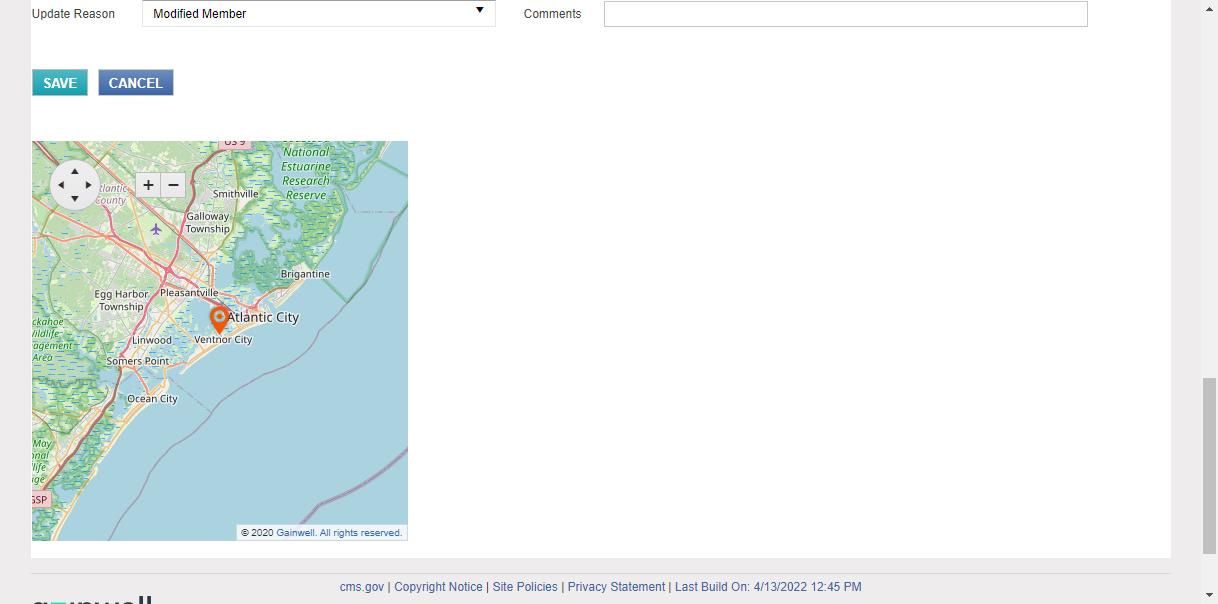 Update Reason Modified Member Comments
SAVE CANCEL
US 9
National
Estuarine
Research
Reserve
Atlantic
County
+ −
Smithville
Galloway
Township
Brigantine
Egg Harbor
Township
Pleasantville
Atlantic City
ckahoe
Wildlife
agement
Area
Linwood
Ventnor City
Somers Point
Ocean City
May
onal
life
ge
GSP
© 2020 Gainwell. All rights reserved.
cms.gov | Copyright Notice | Site Policies | Privacy Statement | Last Build On: 4/13/2022 12:45 PM
gainwell